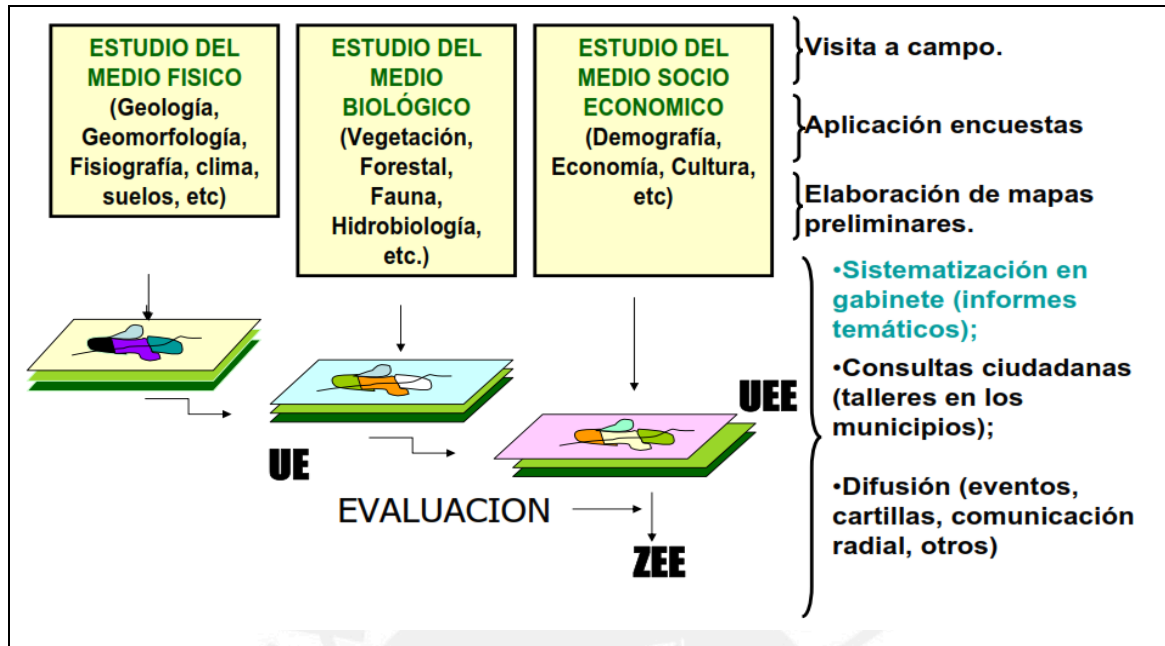 ESTUDIO DEL
MEDIO FISICO
(Geología,
Geomorfología,
Fisiografía, clima,
suelos, etc)
ESTUDIO DEL
MEDIO
BIOLÓGICO
(Vegetación,
Forestal,
Fauna,
Hidrobiología,
etc.)
ESTUDIO DEL
MEDIO SOCIO
ECONOMICO
(Demografía,
Economía, Cultura,
etc)
Visita a campo.
Aplicación encuestas
Elaboración de mapas
preliminares.
•Sistematización en
gabinete (informes
temáticos);
•Consultas ciudadanas
(talleres en los
municipios);
•Difusión (eventos,
cartillas, comunicación
radial, otros)
UE
UEE
EVALUACION
ZEE